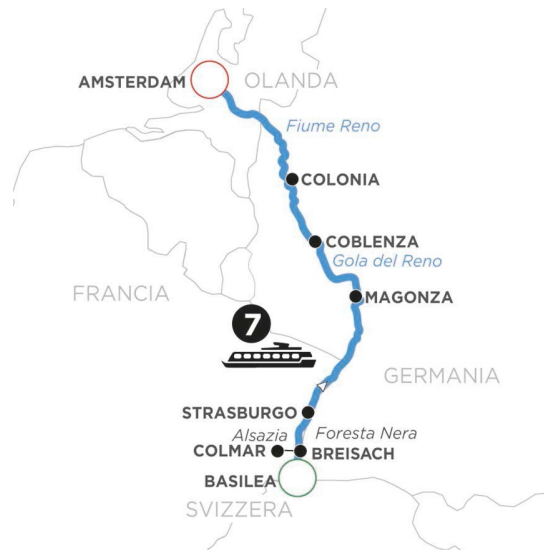 AMSTERDAM
OLANDA
Fiume Reno
COLONIA
COBLENZA
Gola del Reno
FRANCIA
MAGONZA
7
GERMANIA
STRASBURGO
Alsazia
Foresta Nera
COLMAR
BREISACH
BASILEA
SVIZZERA